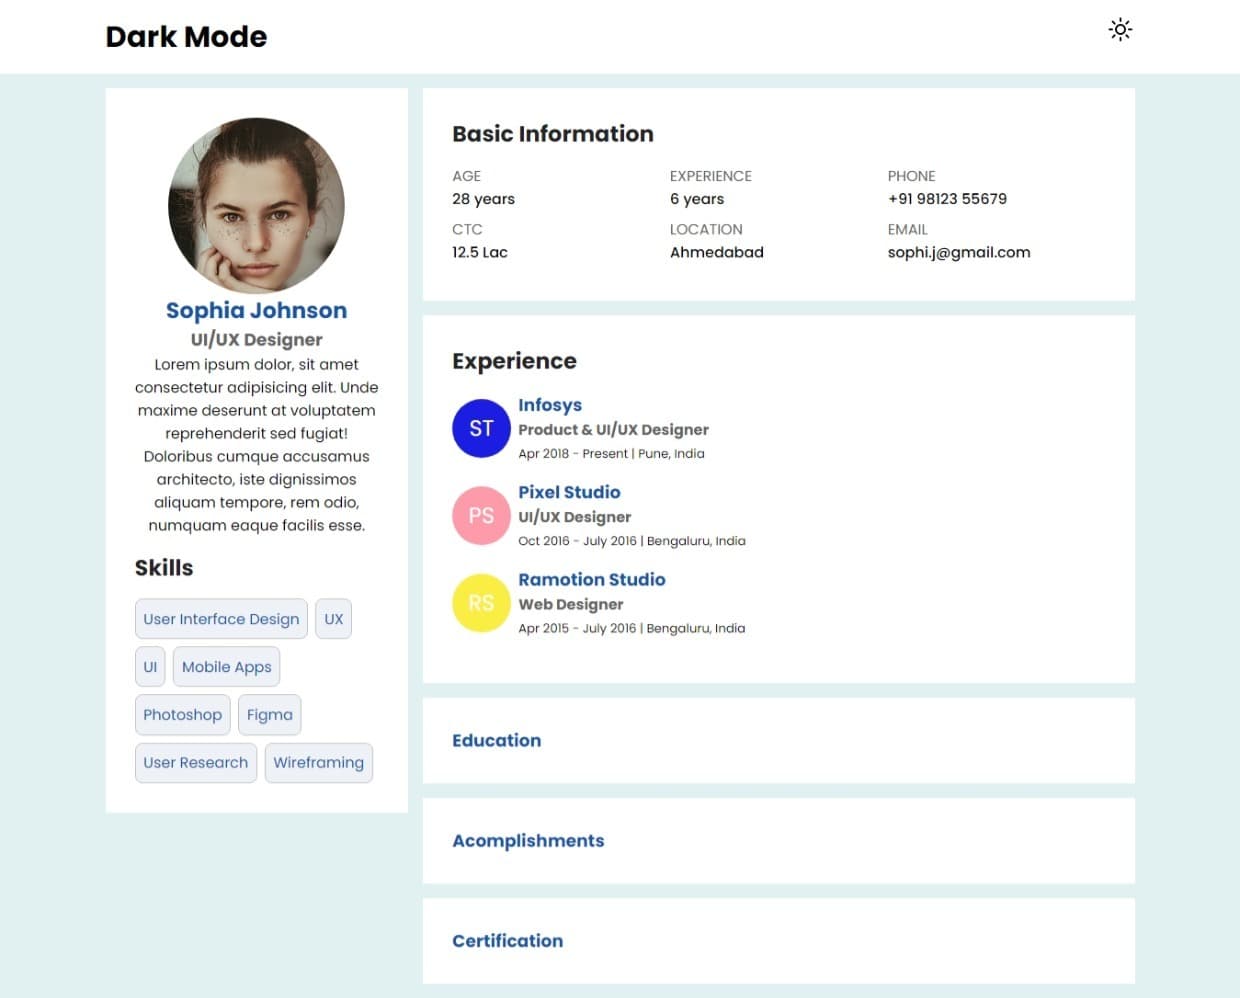 Dark Mode
Sophia Johnson
UI/UX Designer
Lorem ipsum dolor, sit amet
consectetur adipisicing elit. Unde
maxime deserunt at voluptatem
reprehenderit sed fugiat!
Doloribus cumque accusamus
architecto, iste dignissimos
aliquam tempore, rem odio,
numquam eaque facilis esse.
Skills
User Interface Design UX
UI Mobile Apps
Photoshop Figma
User Research Wireframing
Basic Information
AGE EXPERIENCE PHONE
28 years 6 years +91 98123 55679
CTC LOCATION EMAIL
12.5 Lac Ahmedabad sophi.j@gmail.com
Experience
ST
Infosys
Product & UI/UX Designer
Apr 2018 - Present | Pune, India
PS
Pixel Studio
UI/UX Designer
Oct 2016 - July 2016 | Bengaluru, India
RS
Ramotion Studio
Web Designer
Apr 2015 - July 2016 | Bengaluru, India
Education
Acomplishments
Certification